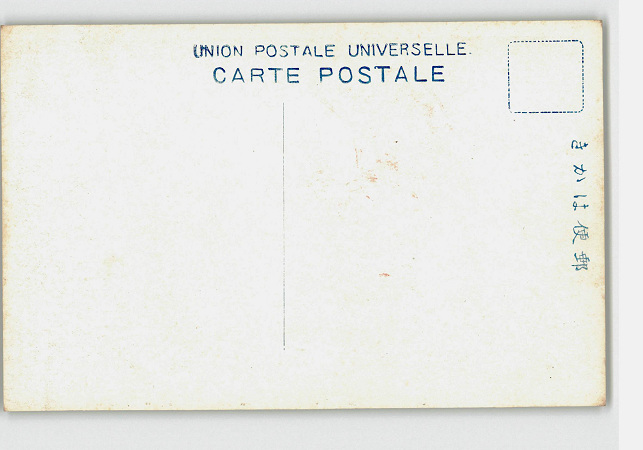 UNION POSTALE UNIVERSELLE.
CARTE POSTALE
きかは便郵